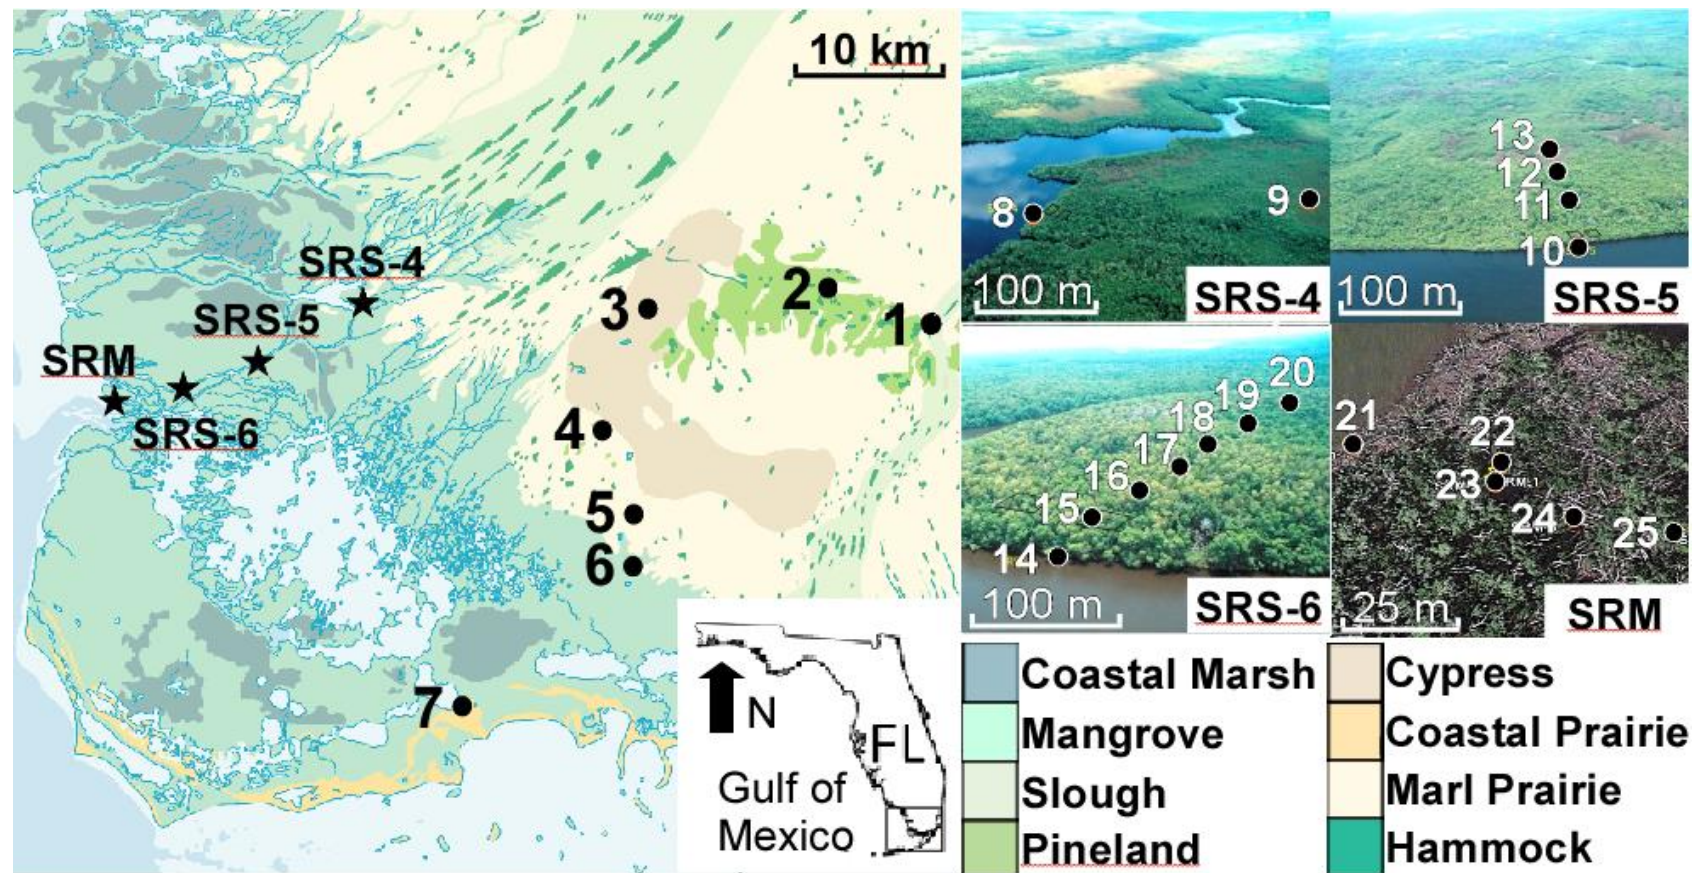 10 km
SRS-4
SRS-5
SRM
SRS-6
1
2
3
4
5
6
7
N
FL
Gulf of
Mexico
8
9
100 m
SRS-4
13
12
11
10
100 m
SRS-5
20
19
18
17
16
15
14
100 m
SRS-6
21
22
23
24
25
25 m
SRM
Coastal Marsh
Mangrove
Slough
Pineland
Cypress
Coastal Prairie
Marl Prairie
Hammock